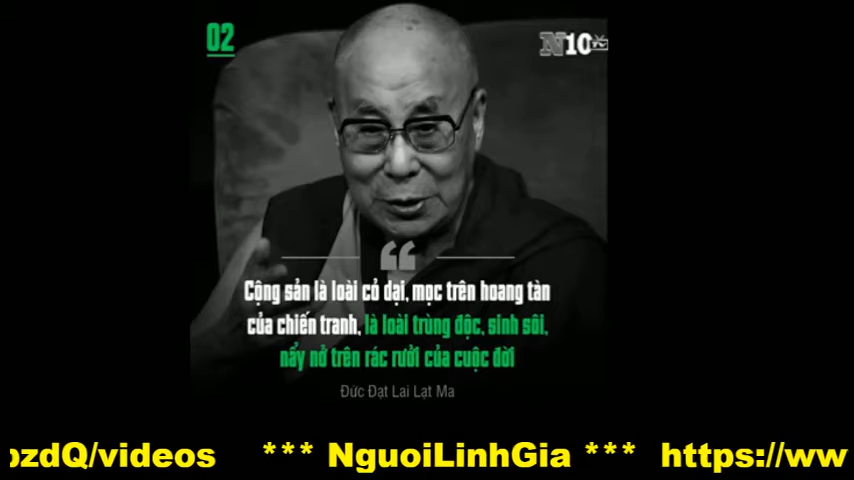 02
N10TV
Cộng sản là loài cỏ dại, mọc trên hoang tàn
của chiến tranh, là loài trùng độc, sinh sôi,
nẩy nở trên rác rưởi của cuộc đời
Đức Đạt Lai Lạt Ma
ozdQ/videos *** NguoiLinhGia *** https://ww